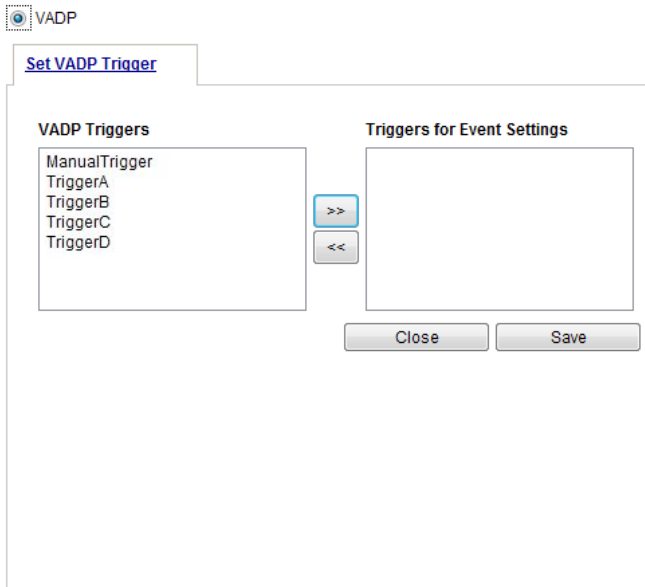 VADP
Set VADP Trigger
VADP Triggers
Triggers for Event Settings
ManualTrigger
TriggerA
TriggerB
TriggerC
TriggerD
>>
<<
Close
Save